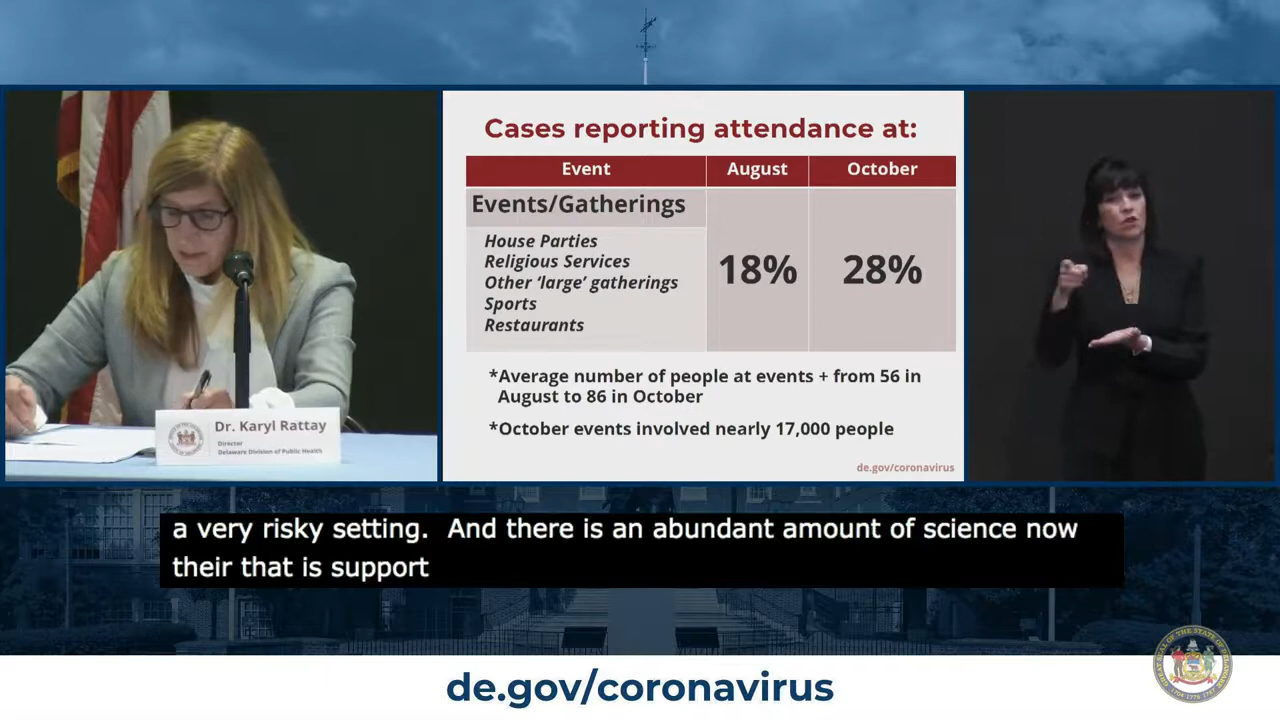 Cases reporting attendance at:
Event August October
Events/Gatherings
House Parties
Religious Services
Other ‘large’ gatherings
Sports
Restaurants
18% 28%
*Average number of people at events + from 56 in
August to 86 in October
*October events involved nearly 17,000 people
de.gov/coronavirus
Dr. Karyl Rattay
Director
Delaware Division of Public Health
a very risky setting.  And there is an abundant amount of science now
their that is support
de.gov/coronavirus